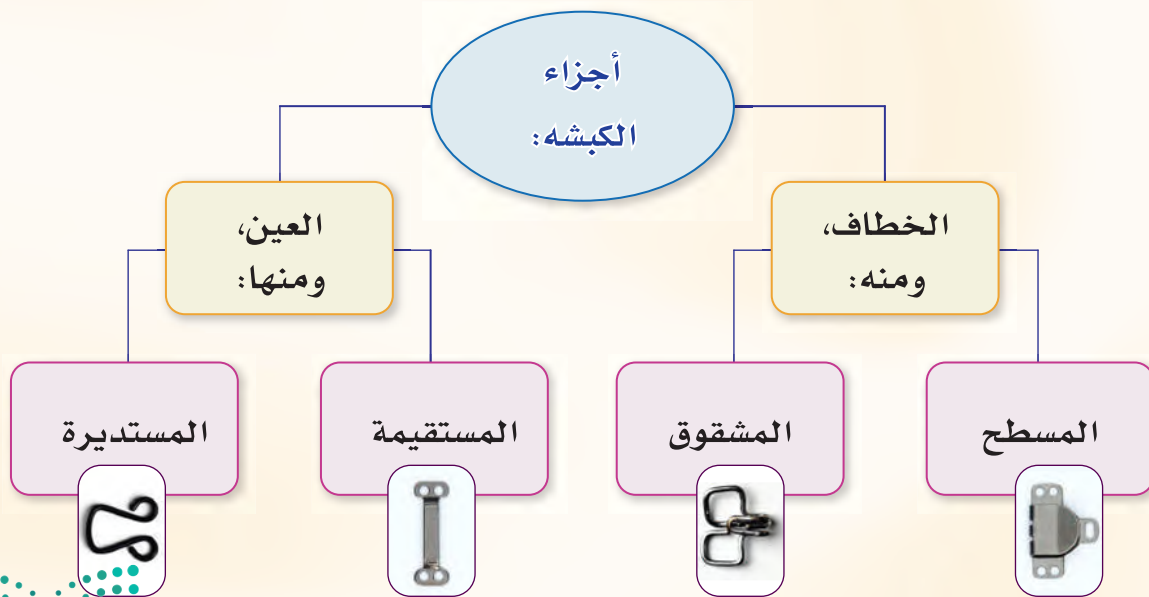 أجزاء
الكبشه:
الخطاف،
ومنه:
العين،
ومنها:
المسطح
المشقوق
المستقيمة
المستديرة